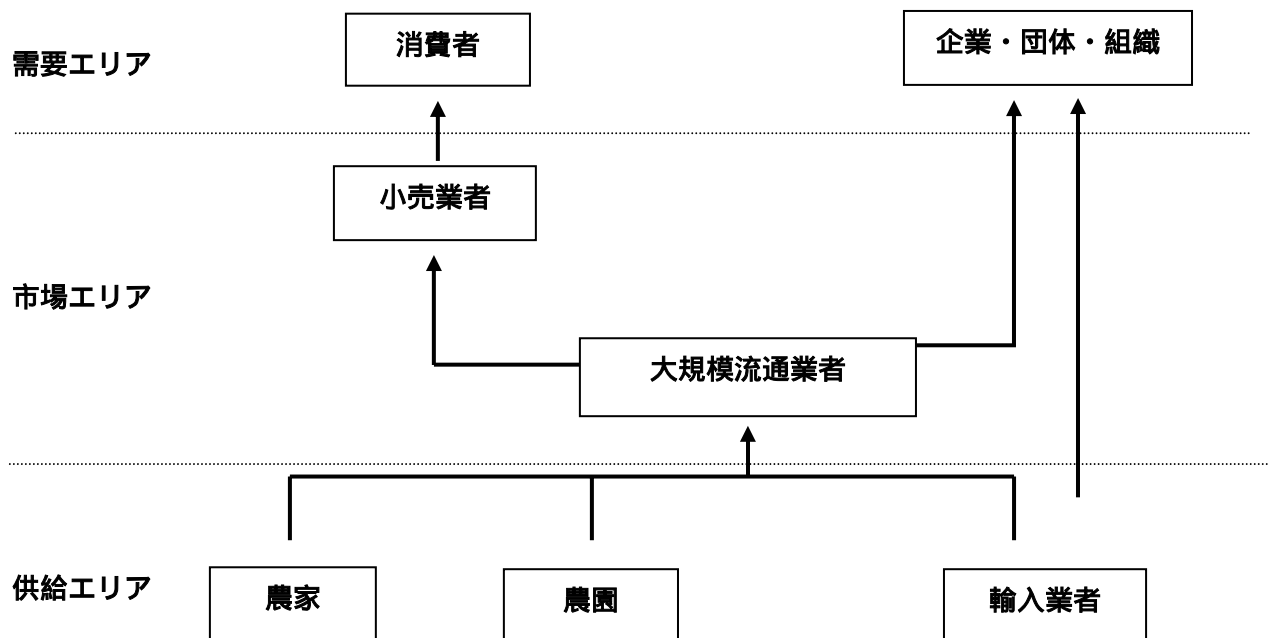 消費者
企業・団体・組織
需要エリア
小売業者
市場エリア
大規模流通業者
供給エリア
農家
農園
輸入業者